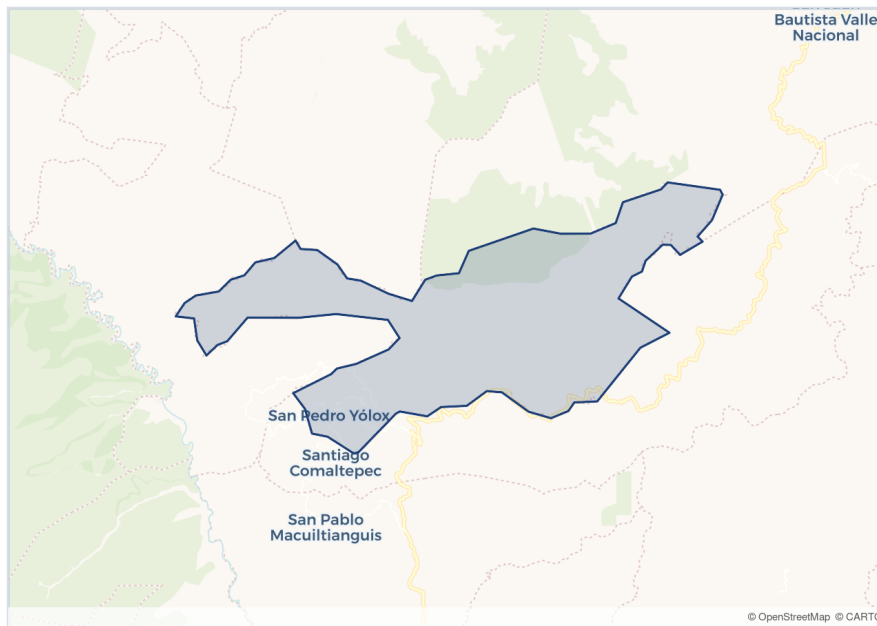 Bautista Valle
Nacional
San Pedro Yólox
Santiago
Comaltepec
San Pablo
Macuiltianguis
© OpenStreetMap © CARTO